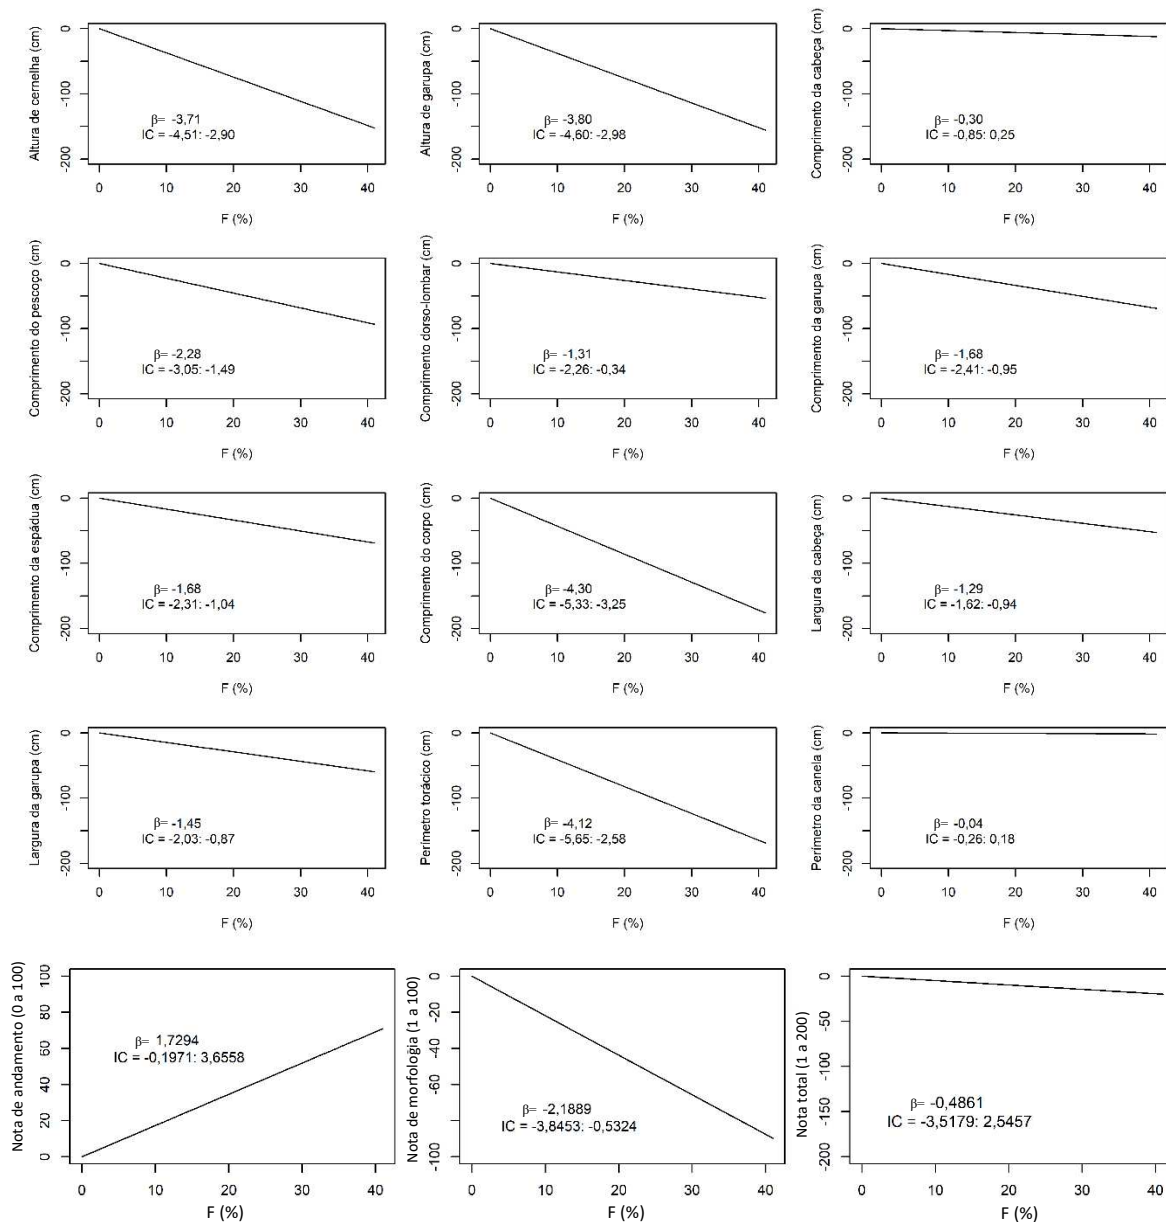 Altura de cernelha (cm)
0
-100
-200
β= -3,71
IC = -4,51: -2,90
0 10 20 30 40
F (%)
Altura de garupa (cm)
0
-100
-200
β= -3,80
IC = -4,60: -2,98
0 10 20 30 40
F (%)
Comprimento da cabeça (cm)
0
-100
-200
β= -0,30
IC = -0,85: 0,25
0 10 20 30 40
F (%)
Comprimento do pescoço (cm)
0
-100
-200
β= -2,28
IC = -3,05: -1,49
0 10 20 30 40
F (%)
Comprimento dorso-lombar (cm)
0
-100
-200
β= -1,31
IC = -2,26: -0,34
0 10 20 30 40
F (%)
Comprimento da garupa (cm)
0
-100
-200
β= -1,68
IC = -2,41: -0,95
0 10 20 30 40
F (%)
Comprimento da espádua (cm)
0
-100
-200
β= -1,68
IC = -2,31: -1,04
0 10 20 30 40
F (%)
Comprimento do corpo (cm)
0
-100
-200
β= -4,30
IC = -5,33: -3,25
0 10 20 30 40
F (%)
Largura da cabeça (cm)
0
-100
-200
β= -1,29
IC = -1,62: -0,94
0 10 20 30 40
F (%)
Largura da garupa (cm)
0
-100
-200
β= -1,45
IC = -2,03: -0,87
0 10 20 30 40
F (%)
Perímetro torácico (cm)
0
-100
-200
β= -4,12
IC = -5,65: -2,58
0 10 20 30 40
F (%)
Perímetro da canela (cm)
0
-100
-200
β= -0,04
IC = -0,26: 0,18
0 10 20 30 40
F (%)
Nota de andamento (0 a 100)
100
80
60
40
20
0
β= 1,7294
IC = -0,1971: 3,6558
0 10 20 30 40
F (%)
Nota de morfologia (1 a 100)
0
-20
-40
-60
-80
-100
β= -2,1889
IC = -3,8453: -0,5324
0 10 20 30 40
F (%)
Nota total (1 a 200)
0
-50
-100
-150
-200
β= -0,4861
IC = -3,5179: 2,5457
0 10 20 30 40
F (%)